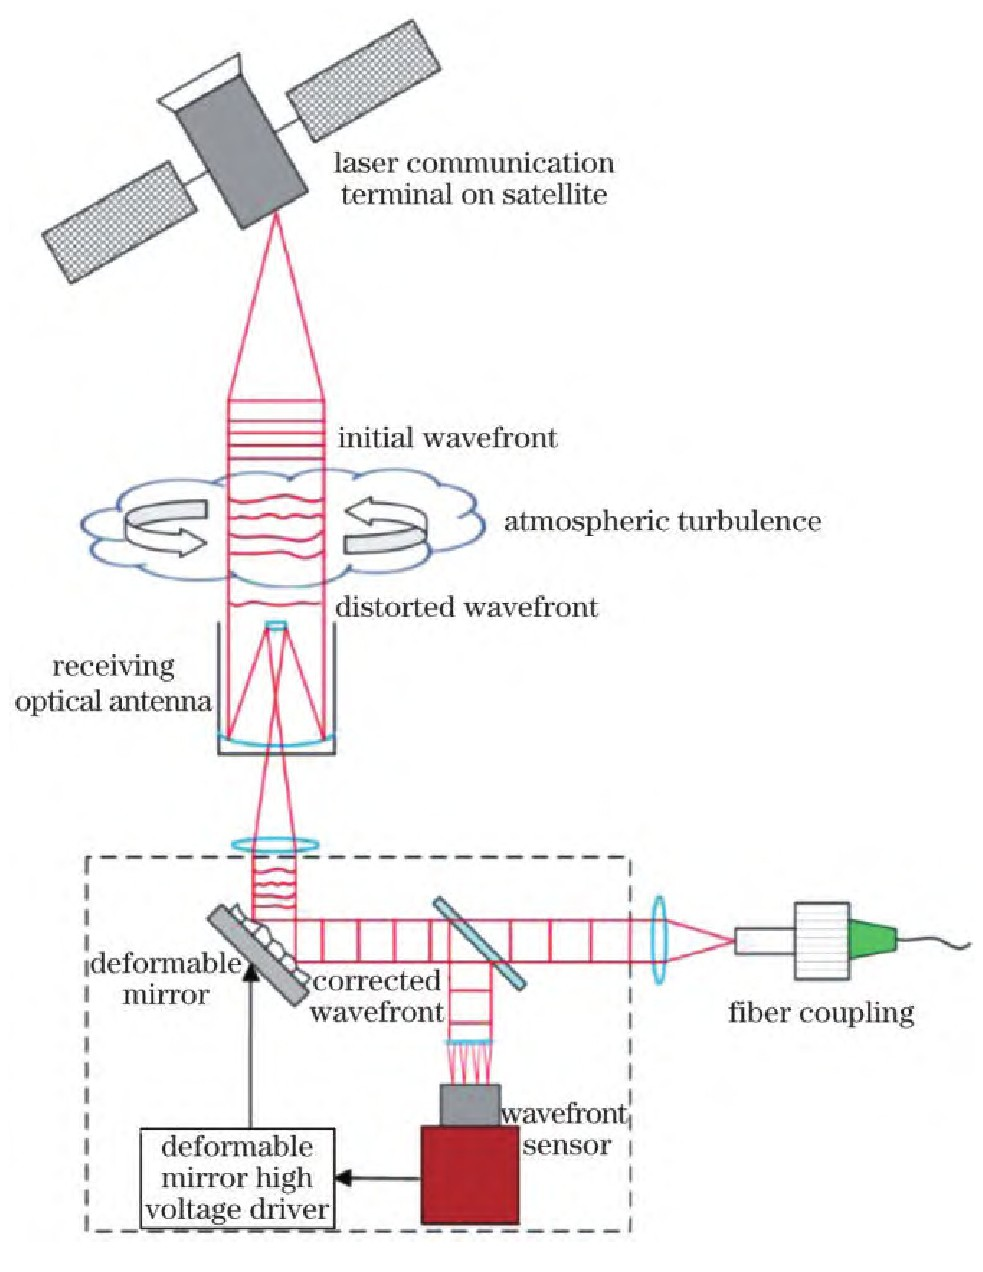 laser communication
terminal on satellite
initial wavefront
atmospheric turbulence
distorted wavefront
receiving
optical antenna
deformable
mirror
corrected
wavefront
fiber coupling
wavefront
sensor
deformable
mirror high
voltage driver